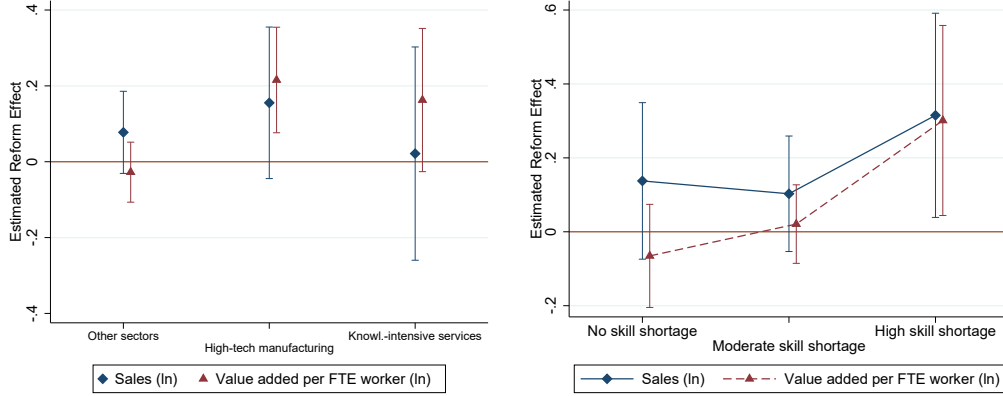 Estimated Reform Effect
.4
.2
0
-.2
-.4
Other sectors
High-tech manufacturing
Knowl.-intensive services
Sales (ln)
Value added per FTE worker (ln)
Estimated Reform Effect
.6
.4
.2
0
-.2
No skill shortage
Moderate skill shortage
High skill shortage
Sales (ln)
Value added per FTE worker (ln)